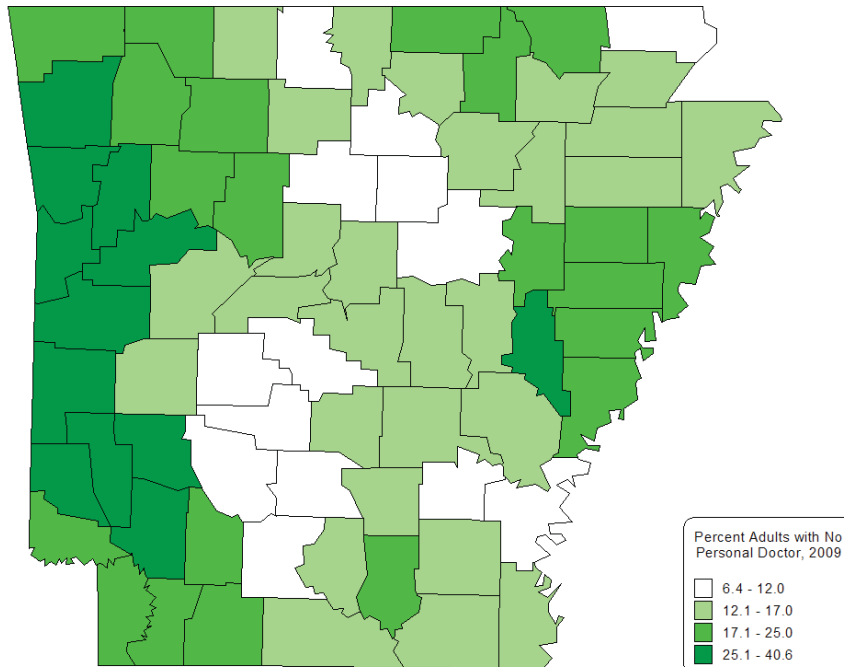 Percent Adults with No
Personal Doctor, 2009
6.4 - 12.0
12.1 - 17.0
17.1 - 25.0
25.1 - 40.6